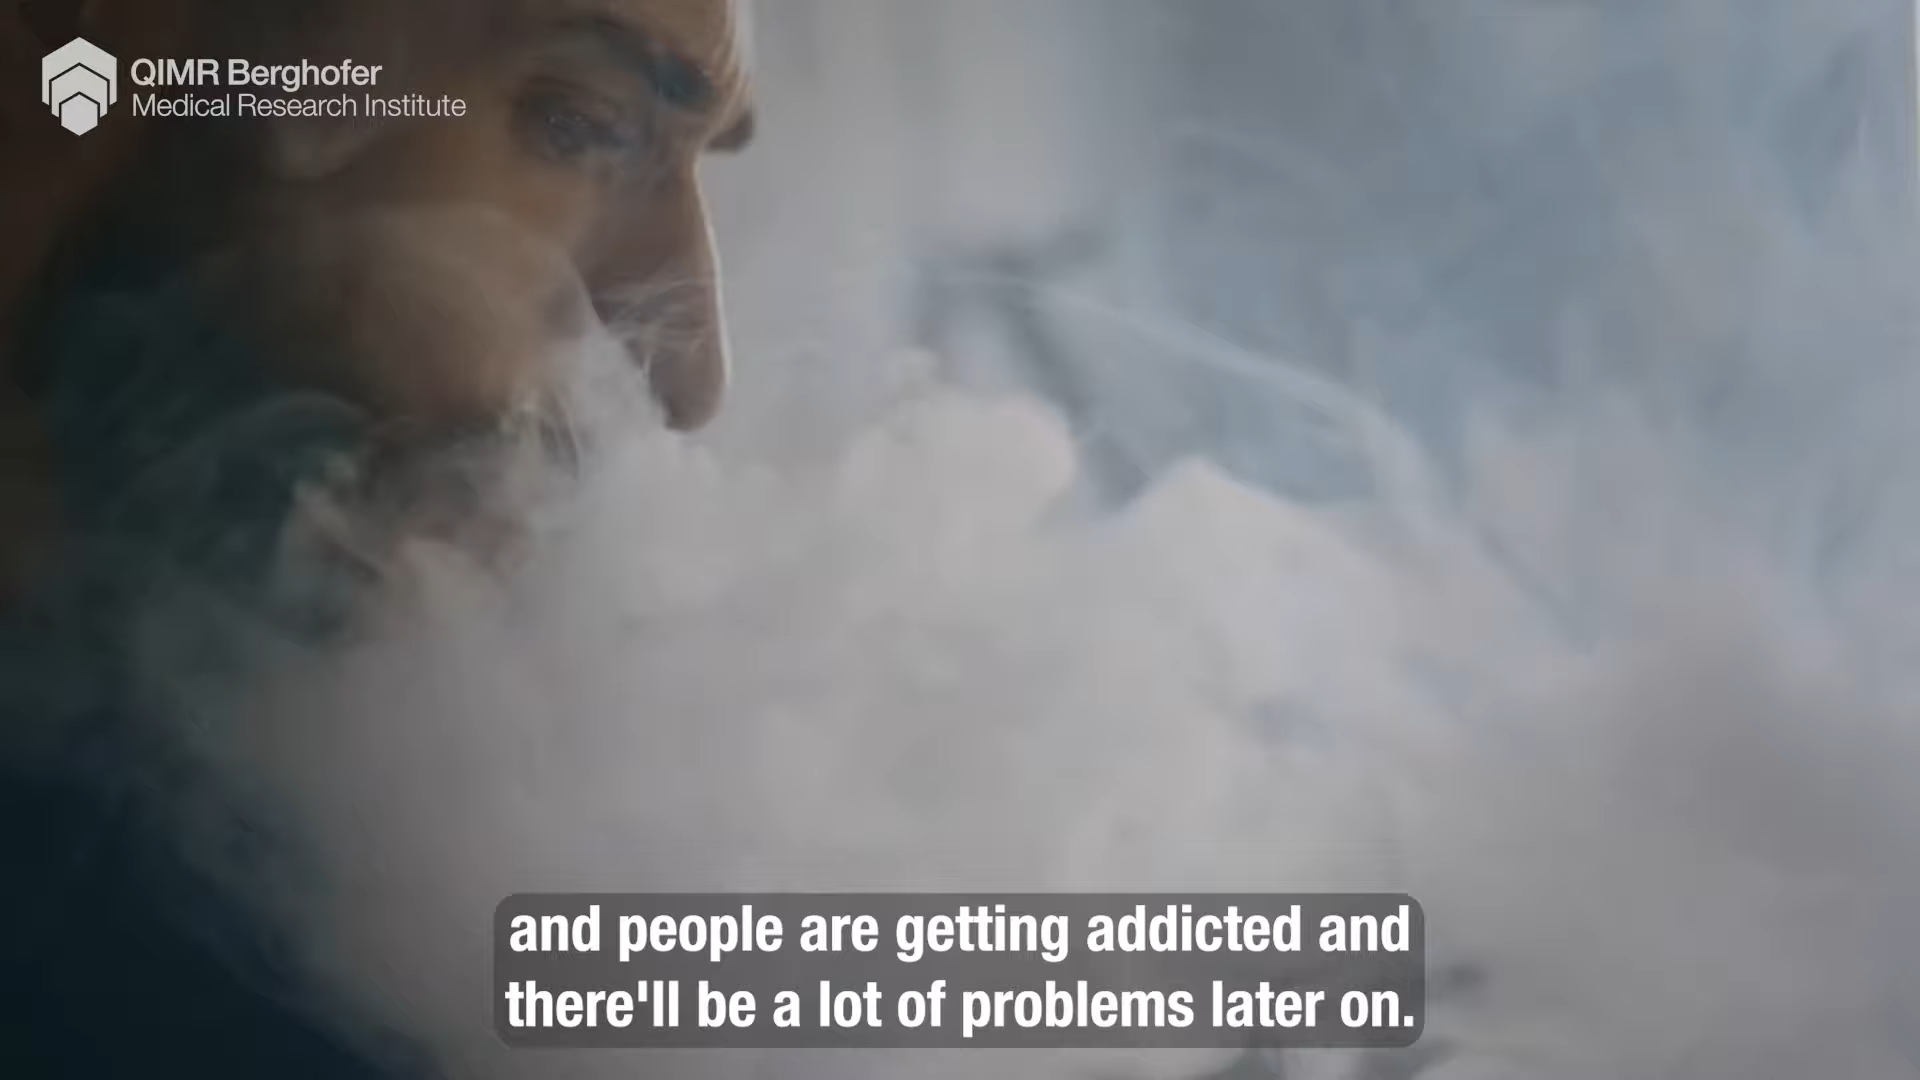 QIMR Berghofer
Medical Research Institute
and people are getting addicted and
there'll be a lot of problems later on.